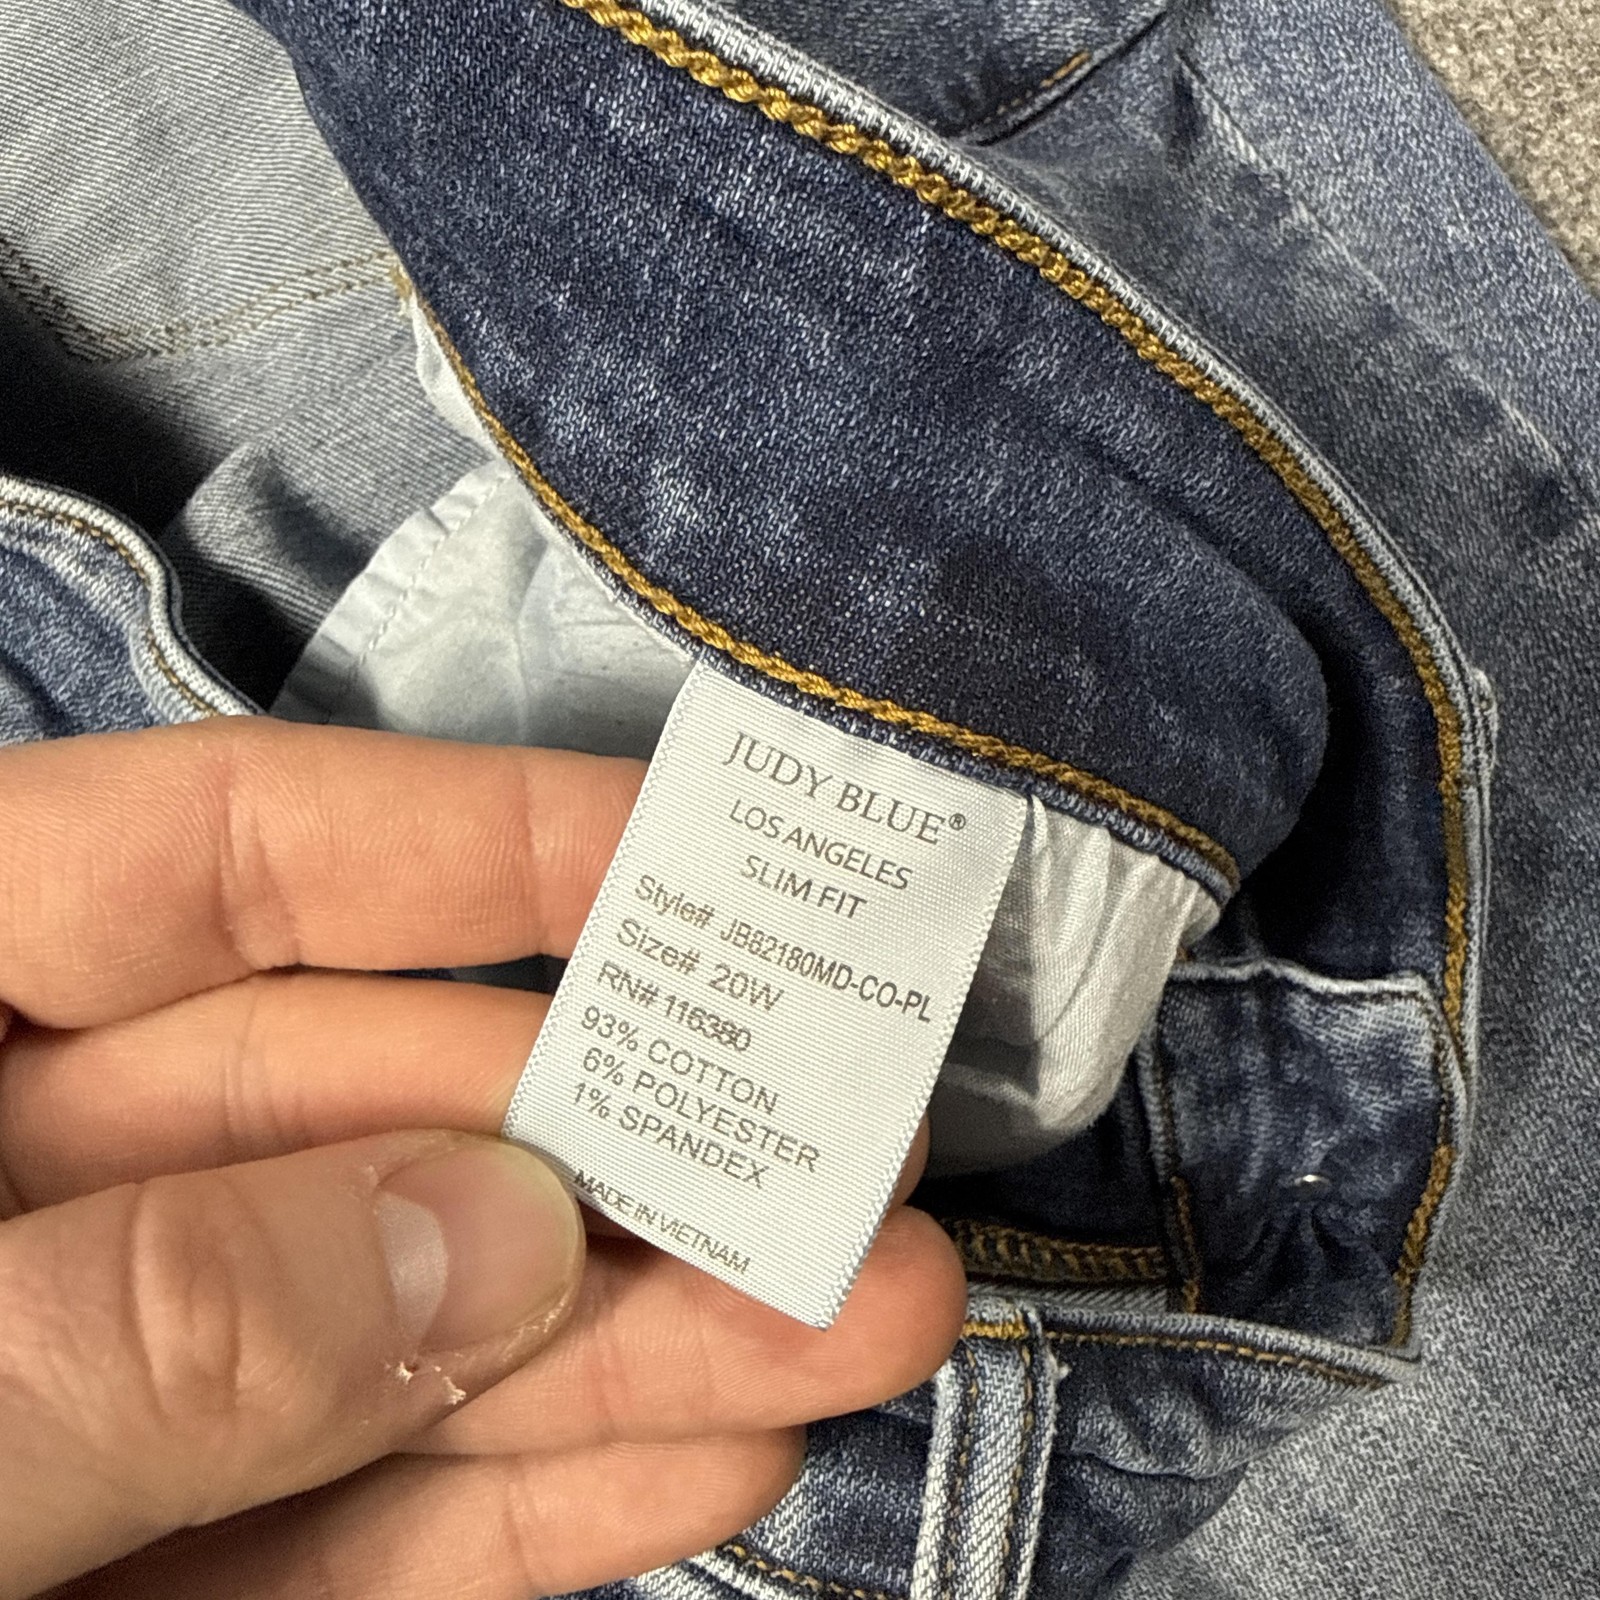 JUDY BLUE®
LOS ANGELES
SLIM FIT
Style# JB82180MD-CO-PL
Size# 20W
RN# 116380
93% COTTON
6% POLYESTER
1% SPANDEX
MADE IN VIETNAM